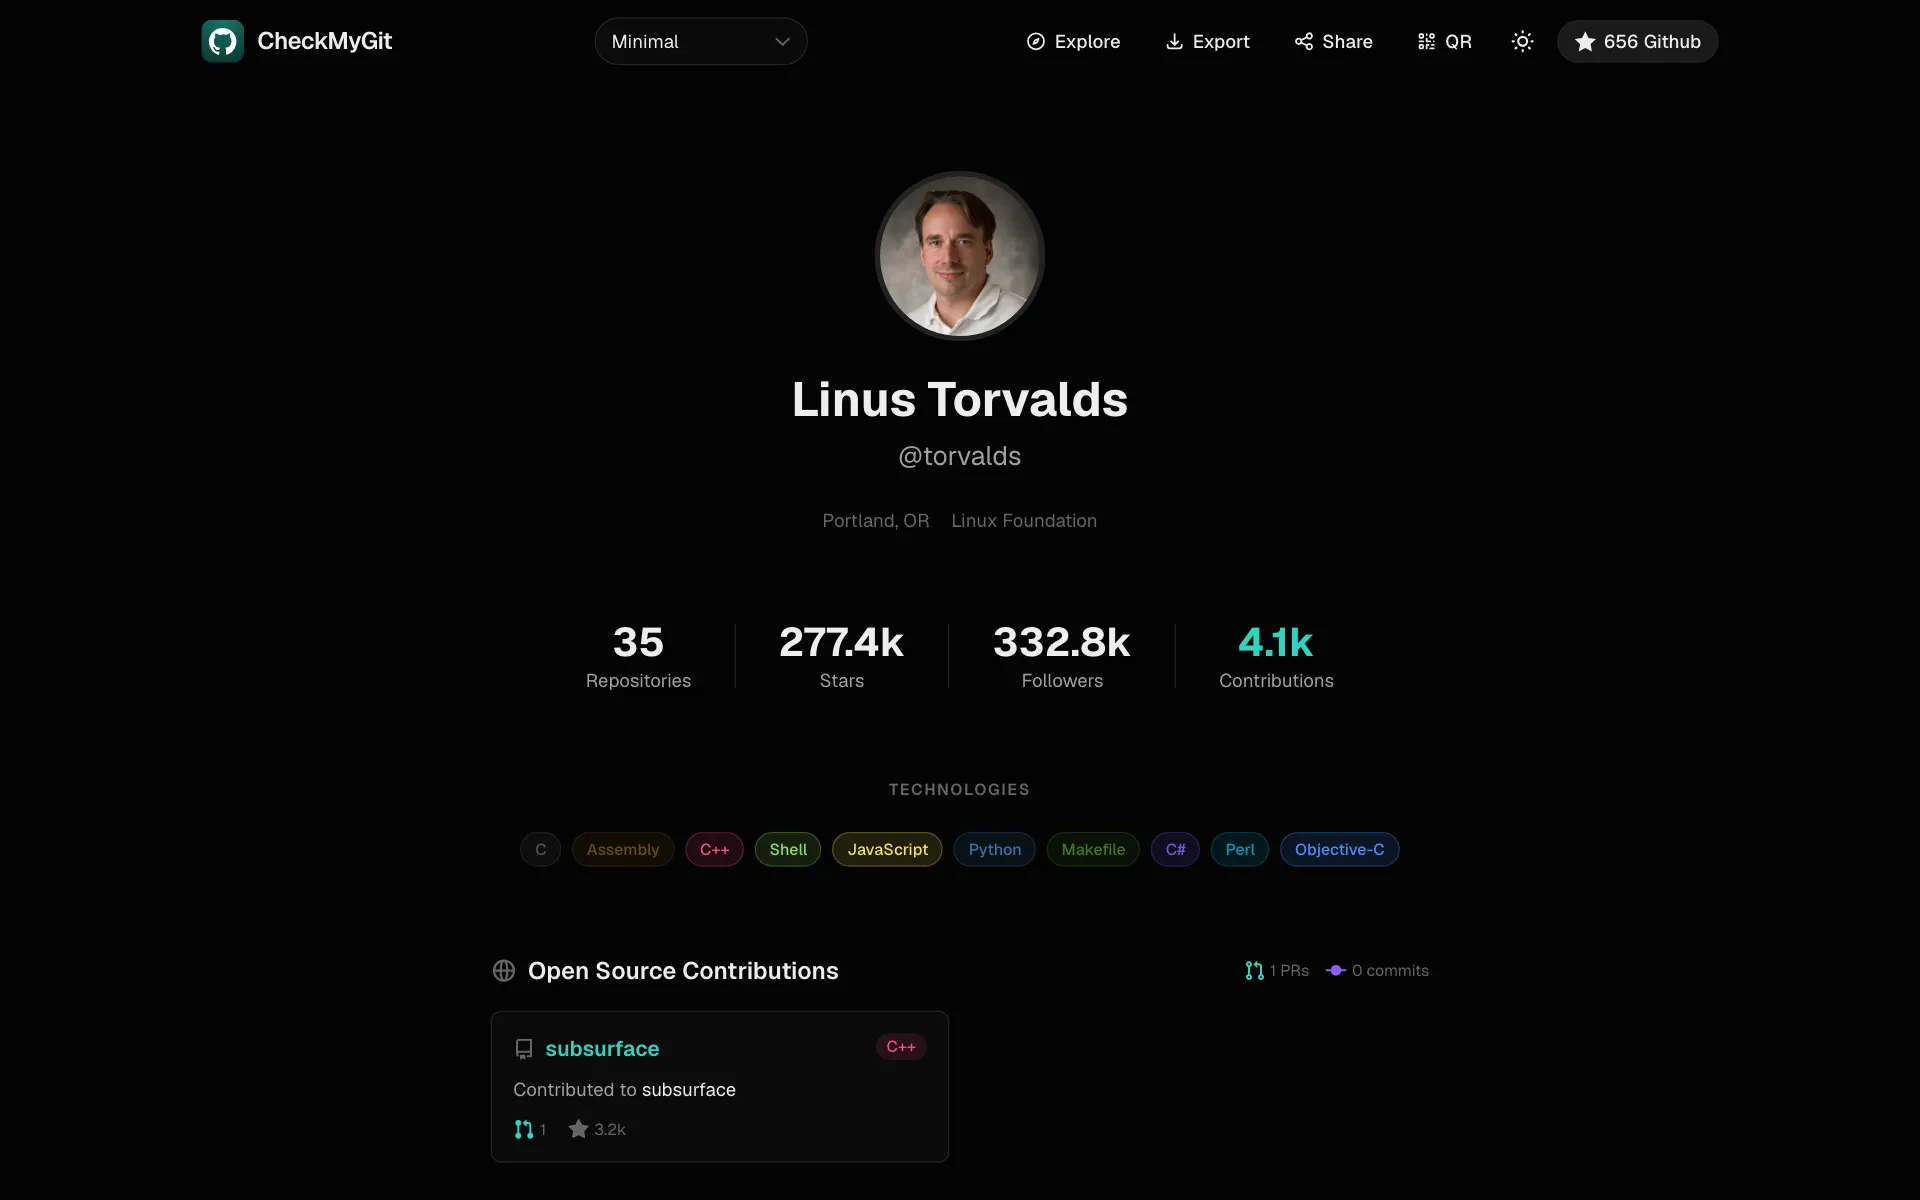 CheckMyGit
Minimal
Explore
Export
Share
QR
656 Github
Linus Torvalds
@torvalds
Portland, OR Linux Foundation
35
Repositories
277.4k
Stars
332.8k
Followers
4.1k
Contributions
TECHNOLOGIES
C Assembly C++ Shell JavaScript Python Makefile C# Perl Objective-C
Open Source Contributions
1 PRs 0 commits
subsurface
C++
Contributed to subsurface
1 3.2k